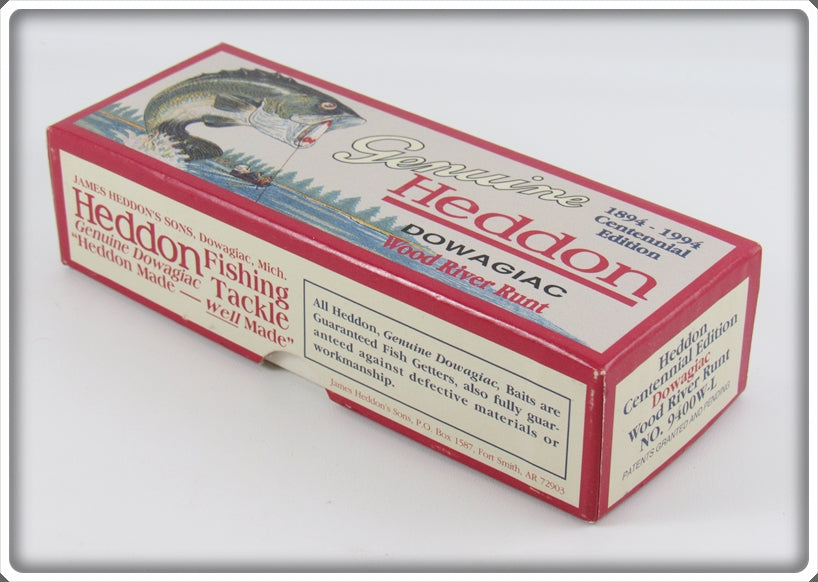 Genuine
Heddon
DOWAGIAC
Wood River Runt
1894 - 1994
Centennial
Edition
JAMES HEDDON'S SONS, Dowagiac, Mich.
Heddon Fishing
Genuine Dowagiac Tackle
"Heddon Made — Well Made"
All Heddon, Genuine Dowagiac, Baits are
Guaranteed Fish Getters, also fully guar-
anteed against defective materials or
workmanship.
James Heddon's Sons, P.O. Box 1587, Fort Smith, AR 72903
Heddon
Centennial Edition
Dowagiac
Wood River Runt
NO. 9400W-L
PATENTS GRANTED AND PENDING